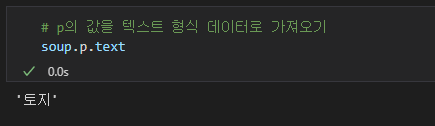 # p의 값을 텍스트 형식 데이터로 가져오기
soup.p.text
✓ 0.0s
'토지'